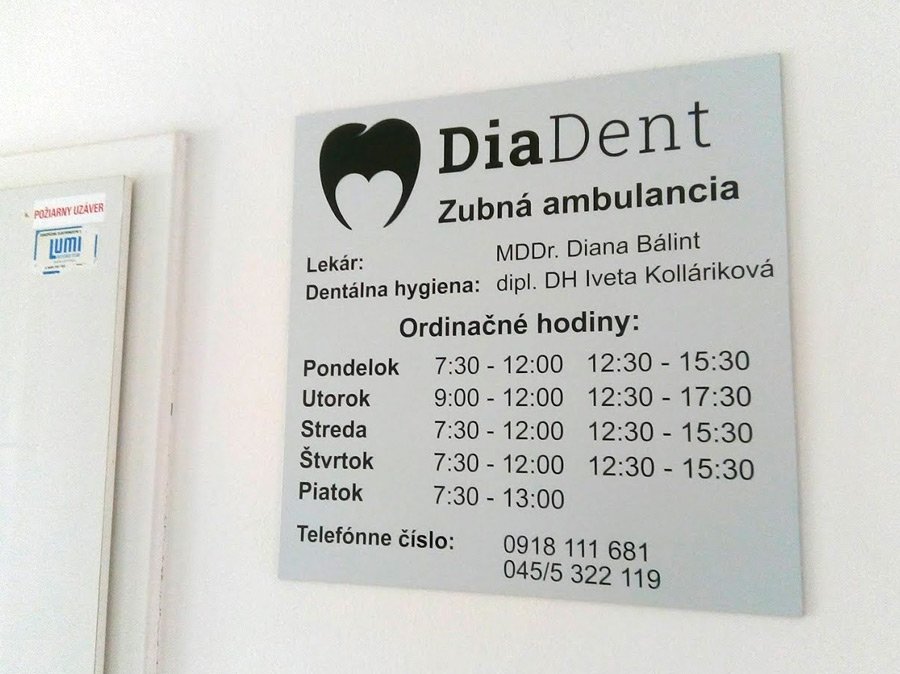 DiaDent
Zubná ambulancia
Lekár: MDDr. Diana Bálint
Dentálna hygiena: dipl. DH Iveta Kolláriková
Ordinačné hodiny:
Pondelok 7:30 - 12:00 12:30 - 15:30
Utorok 9:00 - 12:00 12:30 - 17:30
Streda 7:30 - 12:00 12:30 - 15:30
Štvrtok 7:30 - 12:00 12:30 - 15:30
Piatok 7:30 - 13:00
Telefónne číslo: 0918 111 681
045/5 322 119
POŽIARNY UZÁVER
LUMI